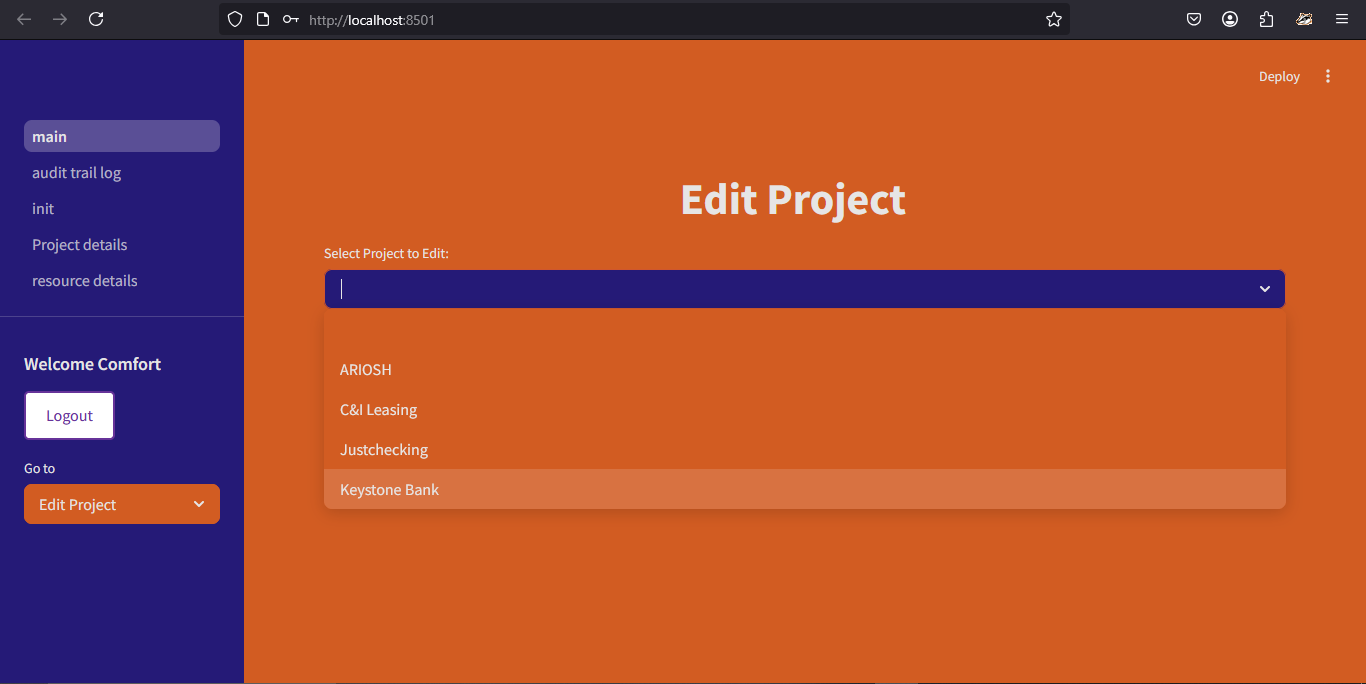 http://localhost:8501
Deploy
main
audit trail log
init
Project details
resource details
Welcome Comfort
Logout
Go to
Edit Project
Edit Project
Select Project to Edit:
ARIOSH
C&I Leasing
Justchecking
Keystone Bank